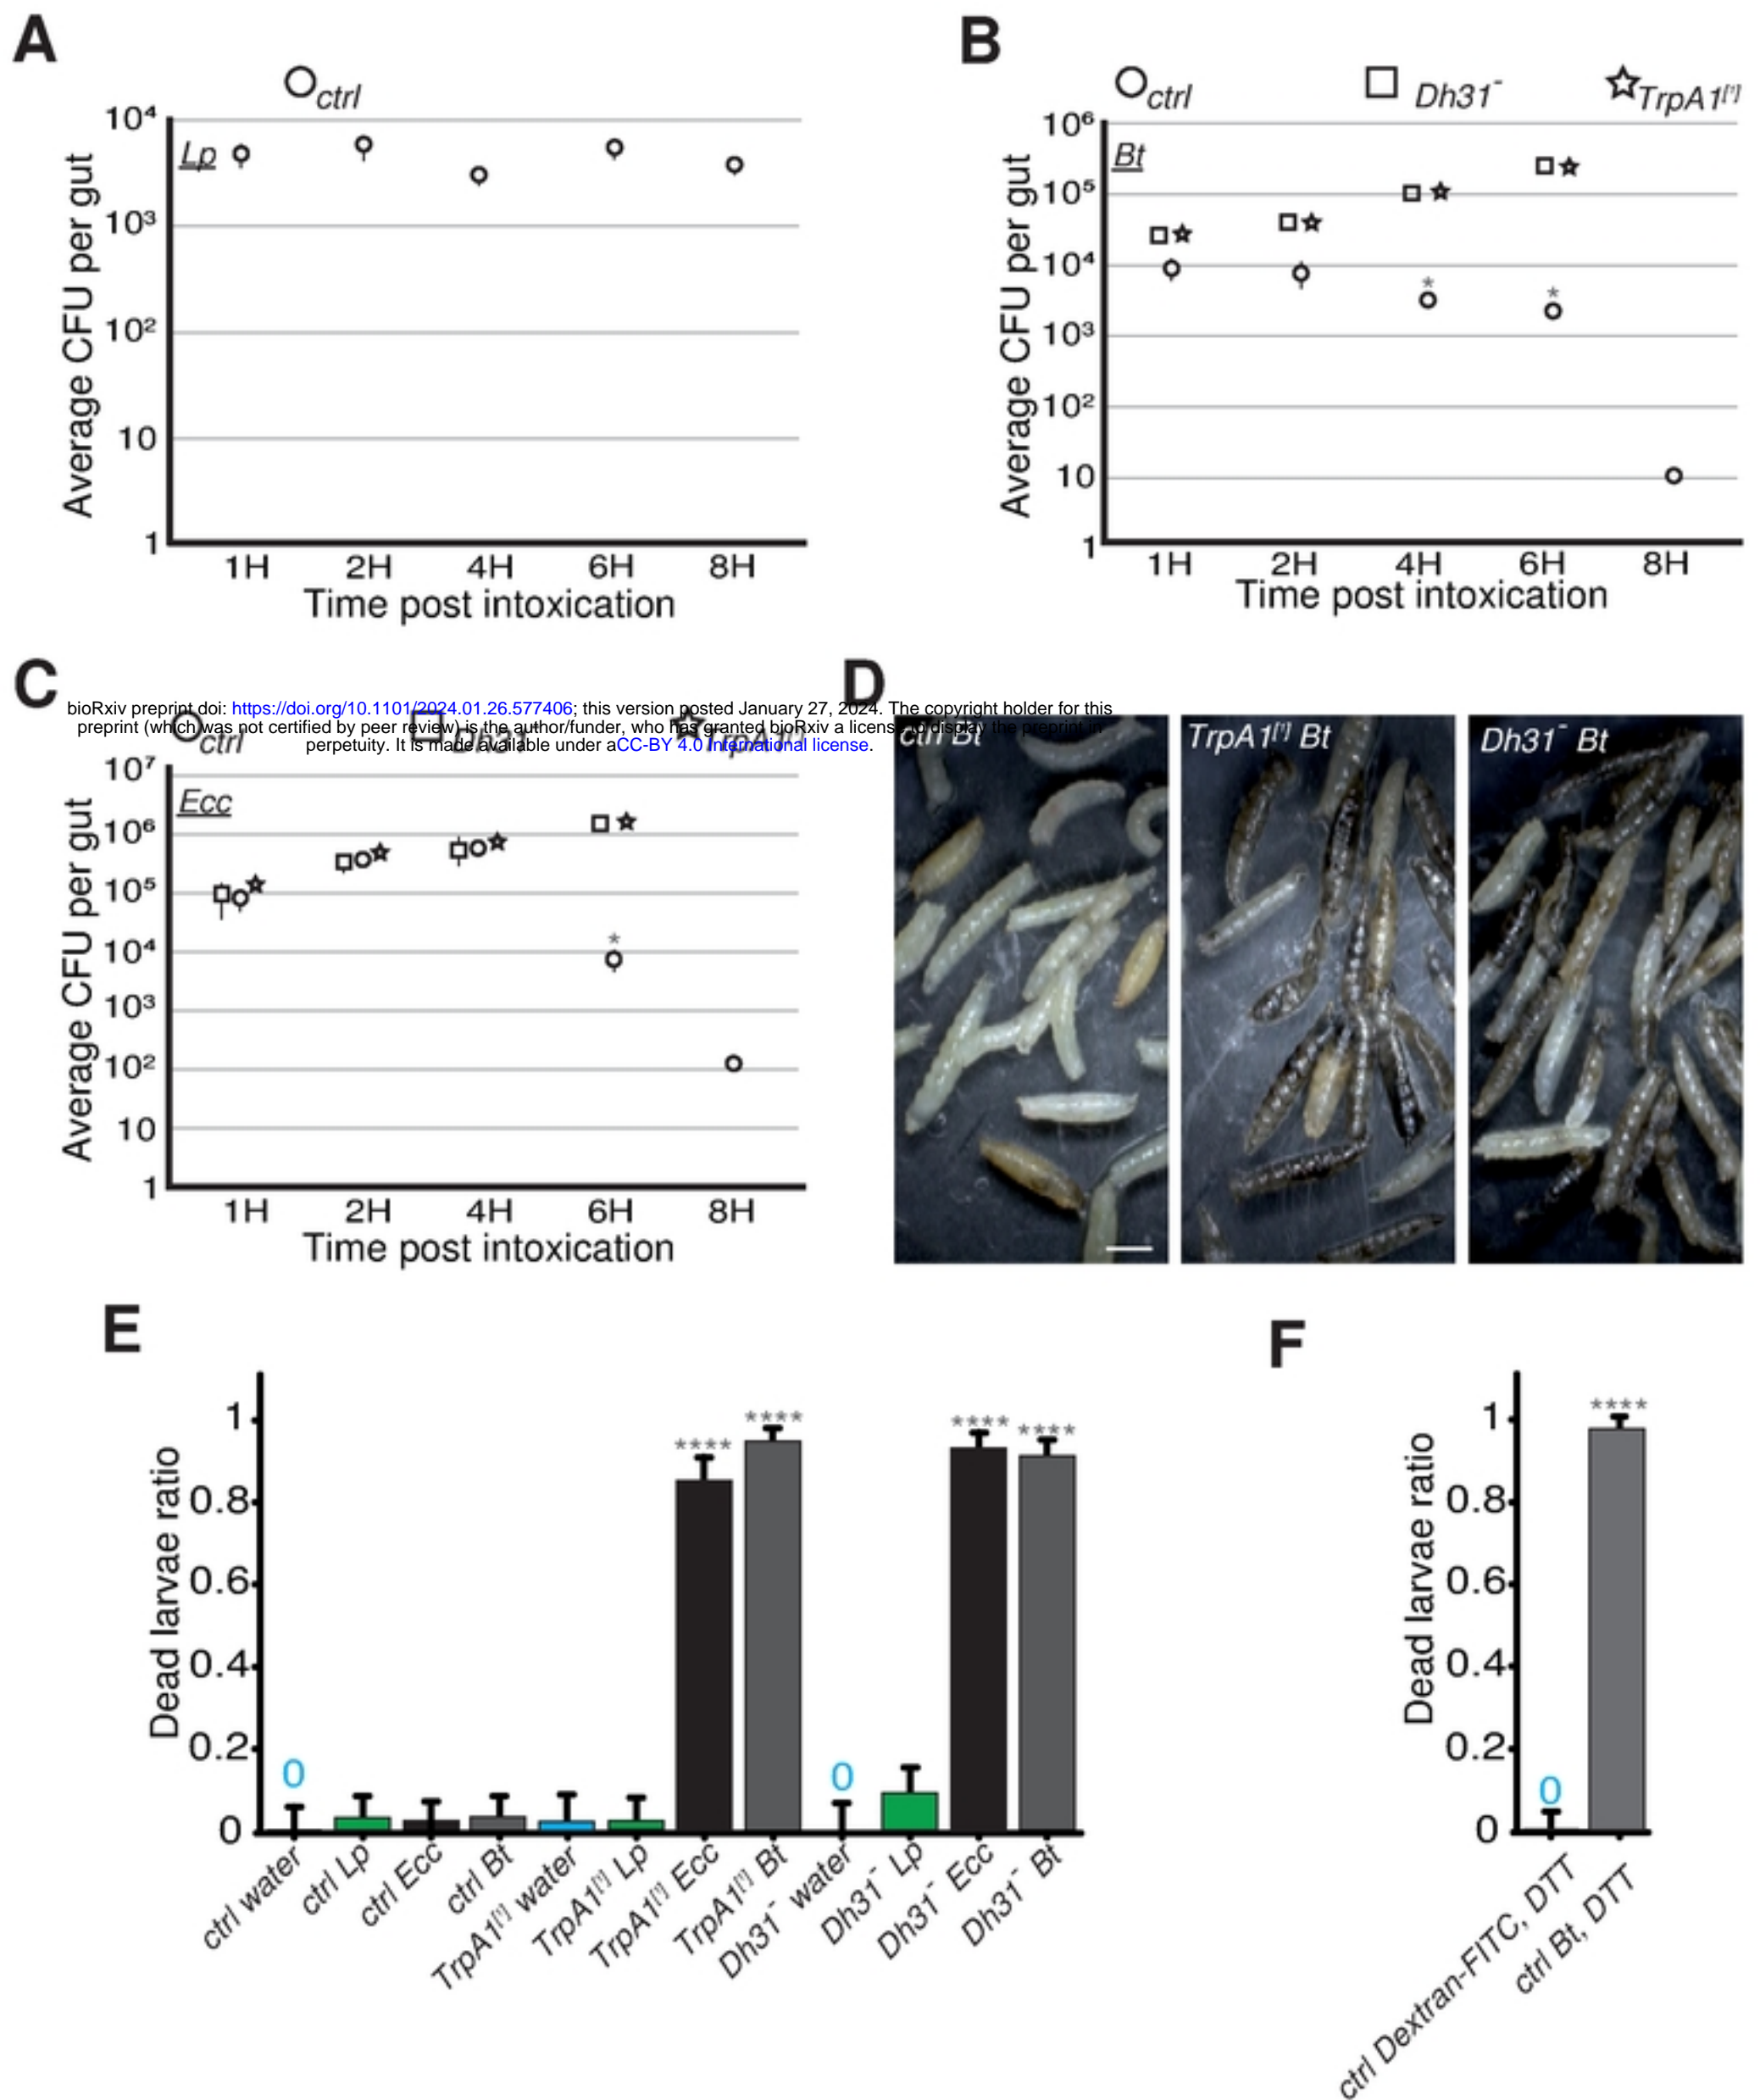 A
ctrl
10⁴
10³
10²
10
1
Lp
Average CFU per gut
1H 2H 4H 6H 8H
Time post intoxication
B
ctrl Dh31⁻ TrpA1[¹]
10⁶
10⁵
10⁴
10³
10²
10
1
Bt
* *
Average CFU per gut
1H 2H 4H 6H 8H
Time post intoxication
C
bioRxiv preprint doi: https://doi.org/10.1101/2024.01.26.577406; this version posted January 27, 2024. The copyright holder for this
preprint (which was not certified by peer review) is the author/funder, who has granted bioRxiv a license to display the preprint in
perpetuity. It is made available under aCC-BY 4.0 International license.
ctrl Dh31⁻ TrpA1[¹]
10⁷
10⁶
10⁵
10⁴
10³
10²
10
1
Ecc
*
Average CFU per gut
1H 2H 4H 6H 8H
Time post intoxication
D
ctrl Bt
TrpA1[¹] Bt
Dh31⁻ Bt
E
Dead larvae ratio
1
0.8
0.6
0.4
0.2
0
0
****
****
0
****
****
ctrl water
ctrl Lp
ctrl Ecc
ctrl Bt
TrpA1[¹] water
TrpA1[¹] Lp
TrpA1[¹] Ecc
TrpA1[¹] Bt
Dh31⁻ water
Dh31⁻ Lp
Dh31⁻ Ecc
Dh31⁻ Bt
F
Dead larvae ratio
1
0.8
0.6
0.4
0.2
0
0
****
ctrl Dextran-FITC, DTT
ctrl Bt, DTT